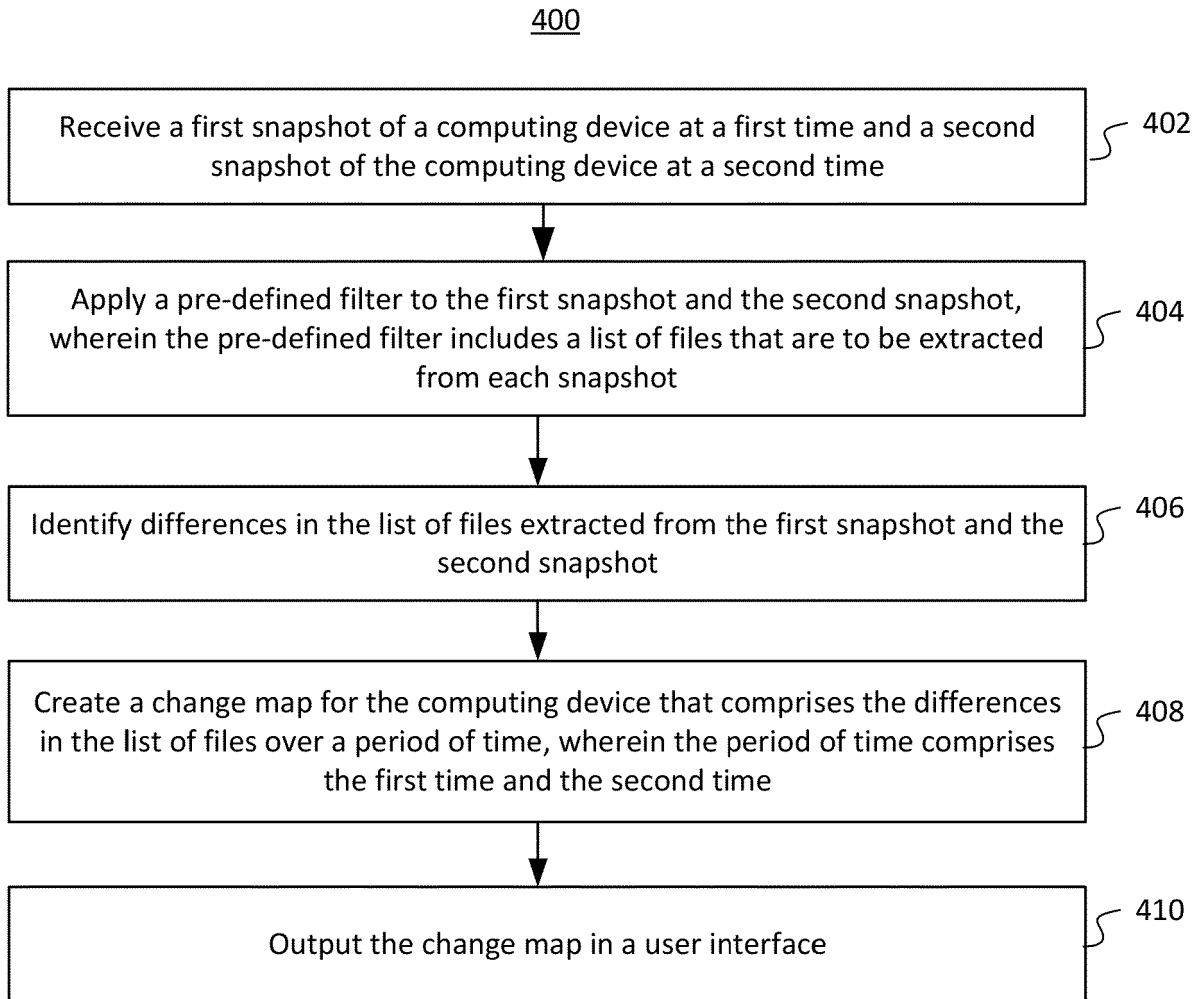 400
Receive a first snapshot of a computing device at a first time and a second
snapshot of the computing device at a second time
402
Apply a pre-defined filter to the first snapshot and the second snapshot,
wherein the pre-defined filter includes a list of files that are to be extracted
from each snapshot
404
Identify differences in the list of files extracted from the first snapshot and the
second snapshot
406
Create a change map for the computing device that comprises the differences
in the list of files over a period of time, wherein the period of time comprises
the first time and the second time
408
Output the change map in a user interface
410